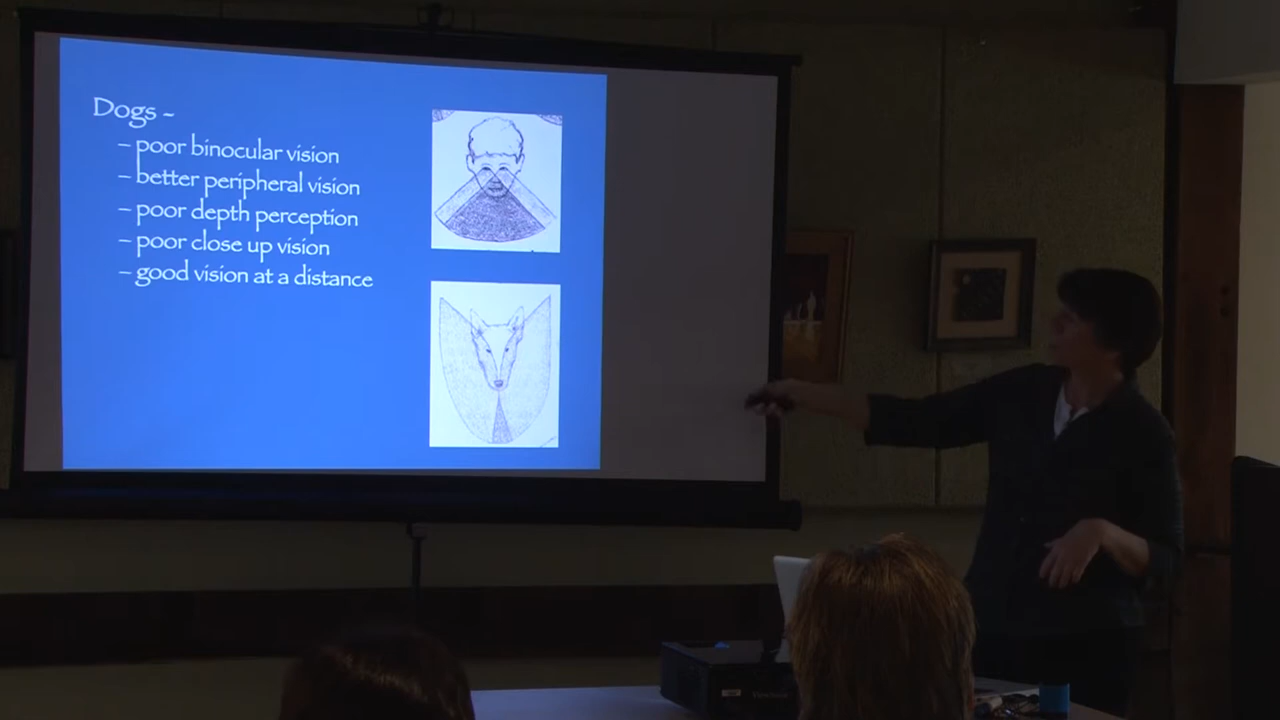 Dogs -
– poor binocular vision
– better peripheral vision
– poor depth perception
– poor close up vision
– good vision at a distance